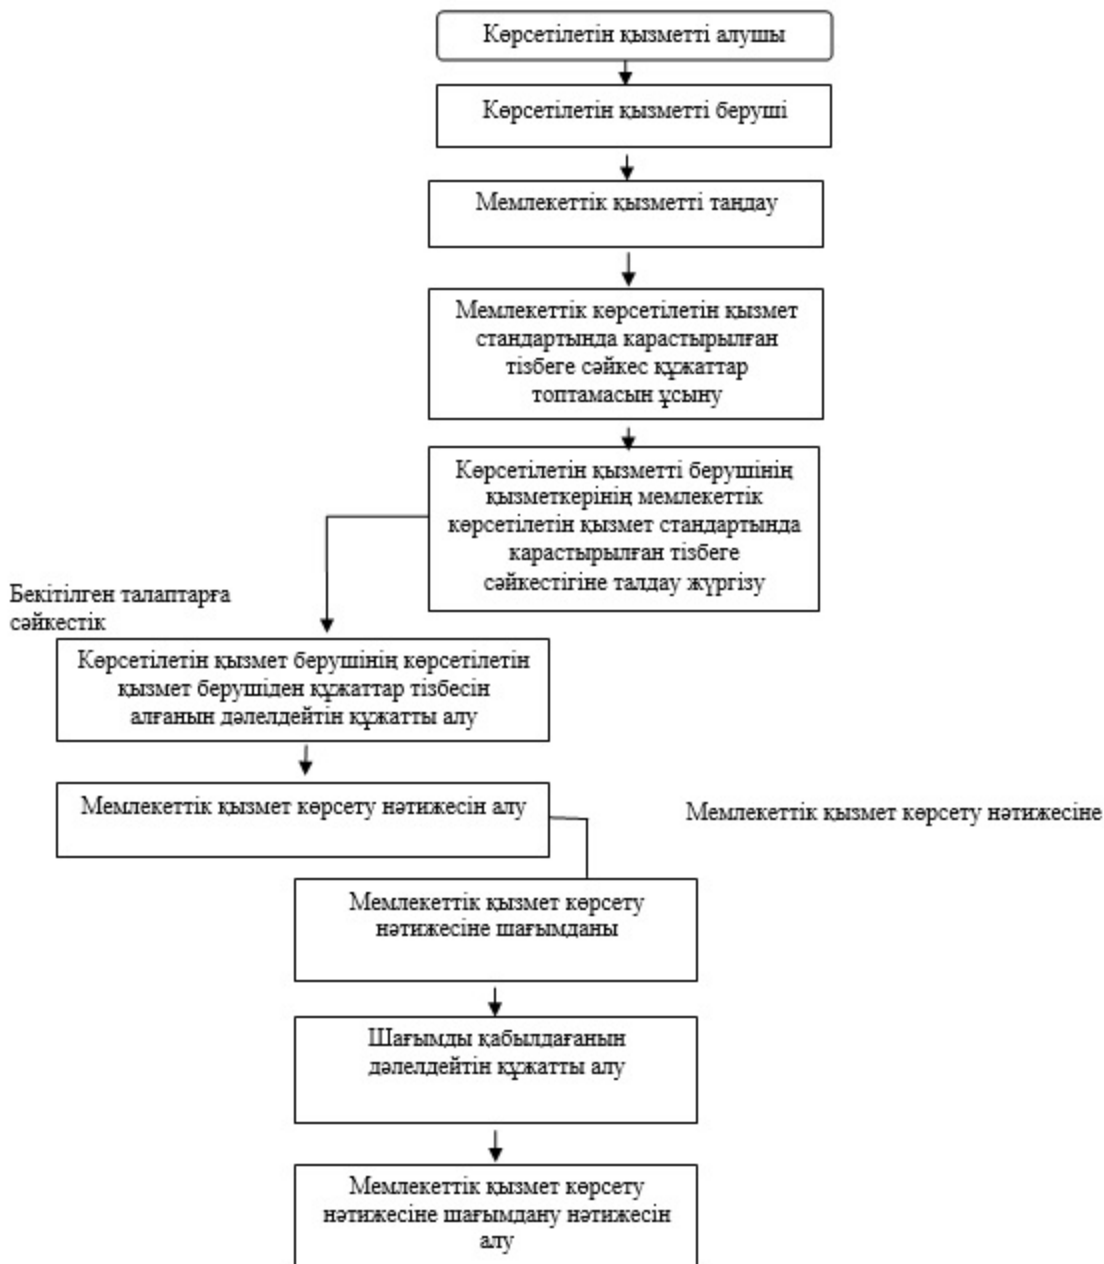 Көрсетілетін қызметті алушы
Көрсетілетін қызметті беруші
Мемлекеттік қызметті таңдау
Мемлекеттік көрсетілетін қызмет
стандартында карастырылған
тізбеге сәйкес құжаттар
топтамасын ұсыну
Көрсетілетін қызметті берушінің
қызметкерінің мемлекеттік
көрсетілетін қызмет стандартында
карастырылған тізбеге
сәйкестігіне талдау жүргізу
Бекітілген талаптарға
сәйкестік
Көрсетілетін қызмет берушінің көрсетілетін
қызмет берушіден құжаттар тізбесін
алғанын дәлелдейтін құжатты алу
Мемлекеттік қызмет көрсету нәтижесін алу
Мемлекеттік қызмет көрсету нәтижесіне
Мемлекеттік қызмет көрсету
нәтижесіне шағымданы
Шағымды қабылдағанын
дәлелдейтін құжатты алу
Мемлекеттік қызмет көрсету
нәтижесіне шағымдану нәтижесін
алу